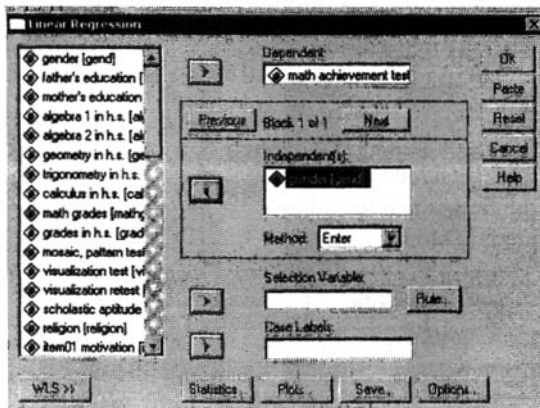 Linear Regression
gender [gend]
father's education [
mother's education
algebra 1 in h.s. [al
algebra 2 in h.s. [al
geometry in h.s. [ge
trigonometry in h.s.
calculus in h.s. [cal
math grades [mathg
grades in h.s. [grad
mosaic, pattern test
visualization test [vi
visualization retest [
scholastic aptitude
religion [religion]
item01 motivation [i
WLS >>
Dependent:
math achievement test
Previous
Block 1 of 1
Next
Independent(s):
gender [gend]
Method:
Enter
Selection Variable:
Rule...
Case Labels:
Statistics...
Plots...
Save...
Options...
OK
Paste
Reset
Cancel
Help